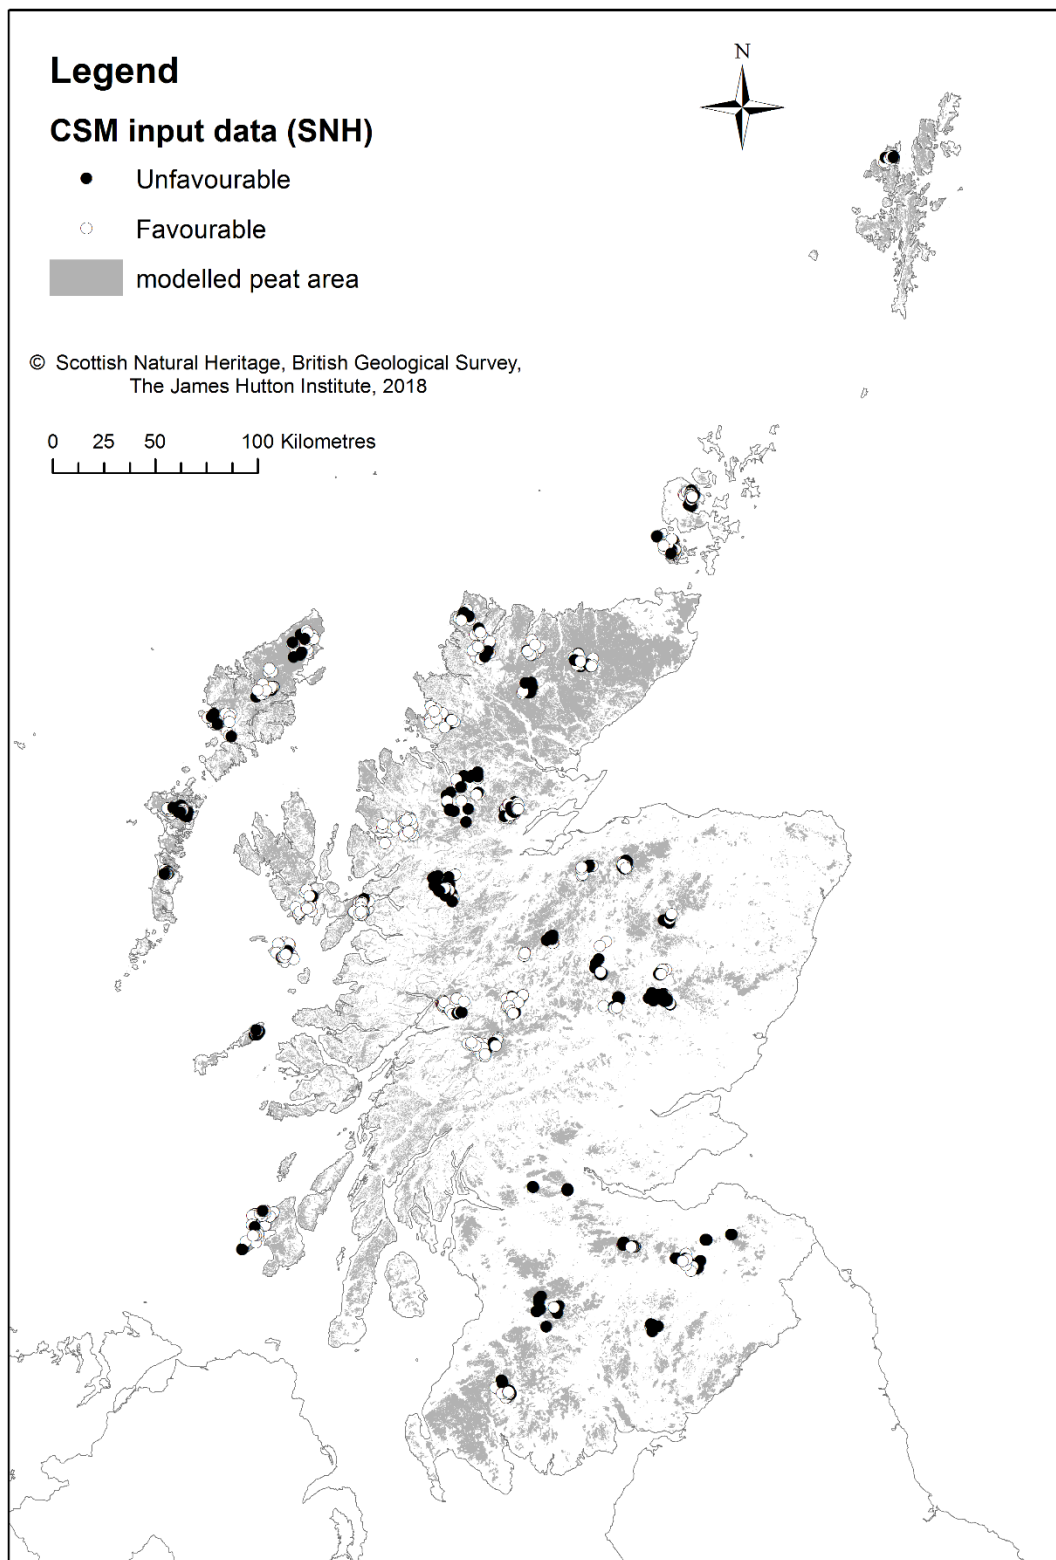 N
Legend
CSM input data (SNH)
Unfavourable
Favourable
modelled peat area
© Scottish Natural Heritage, British Geological Survey,
The James Hutton Institute, 2018
0 25 50 100 Kilometres